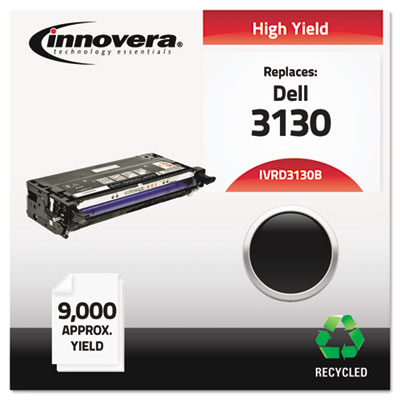 innovera
technology essentials
High Yield
Replaces:
Dell
3130
IVRD3130B
9,000
APPROX.
YIELD
RECYCLED